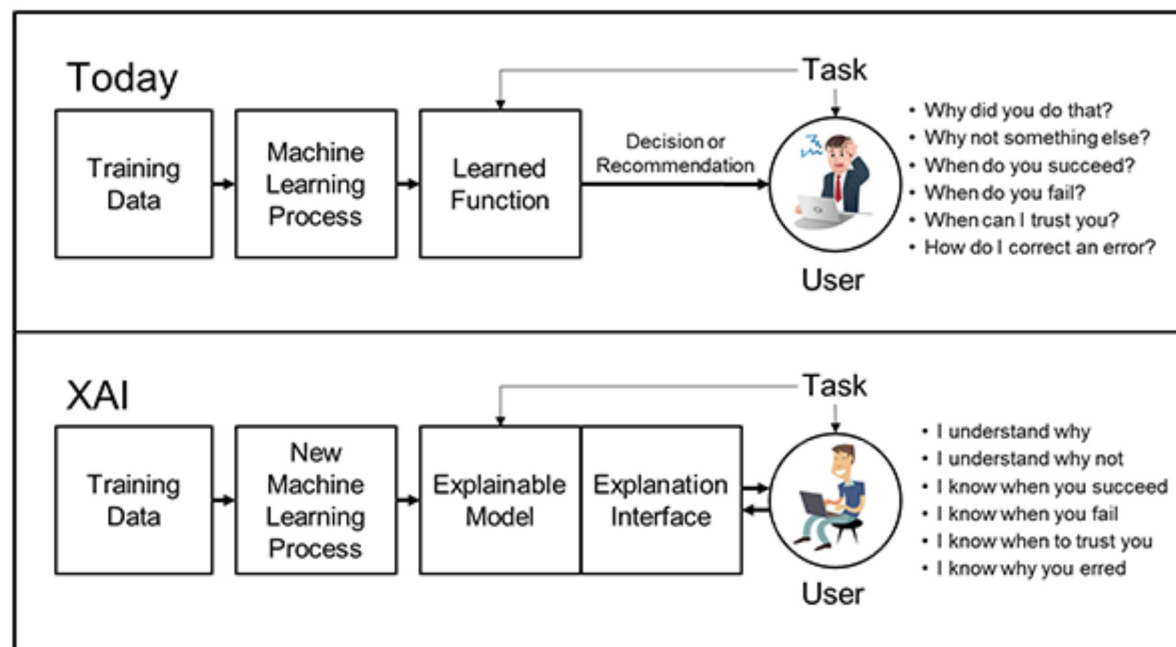 Today
Task
Training
Data
Machine
Learning
Process
Learned
Function
Decision or
Recommendation
User
• Why did you do that?
• Why not something else?
• When do you succeed?
• When do you fail?
• When can I trust you?
• How do I correct an error?
XAI
Task
Training
Data
New
Machine
Learning
Process
Explainable
Model
Explanation
Interface
User
• I understand why
• I understand why not
• I know when you succeed
• I know when you fail
• I know when to trust you
• I know why you erred